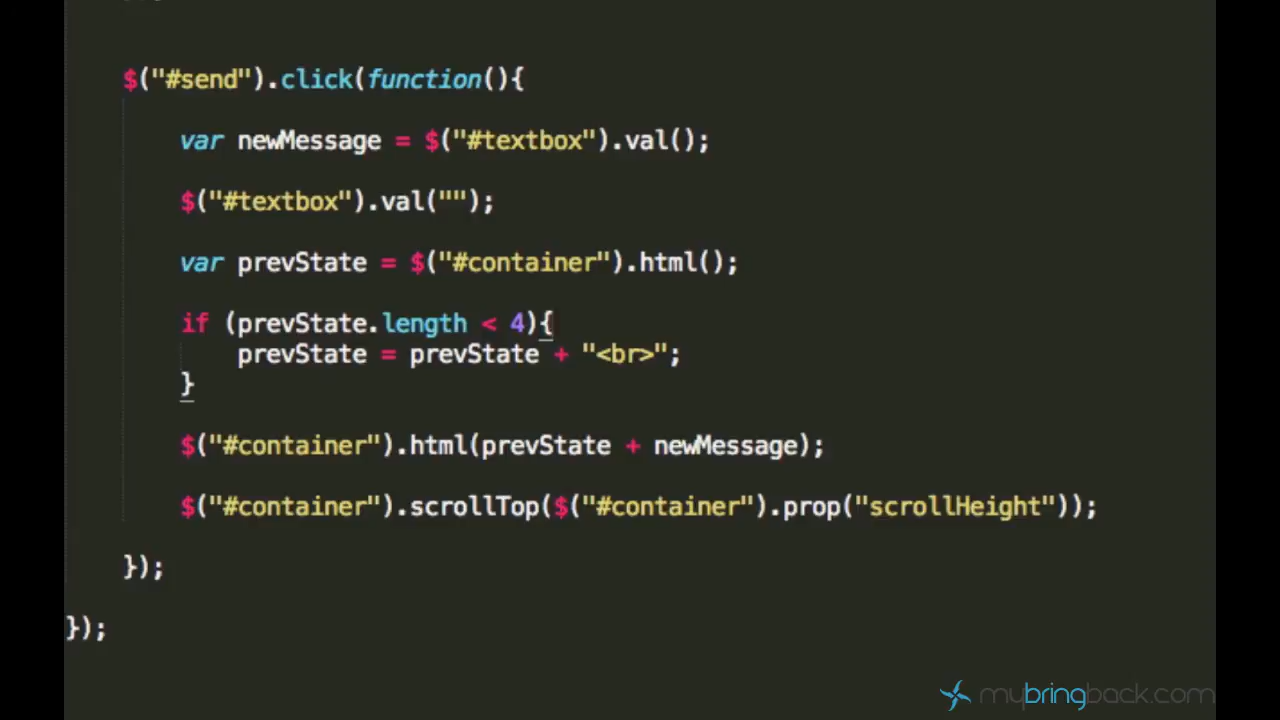 $("#send").click(function(){
var newMessage = $("#textbox").val();
$("#textbox").val("");
var prevState = $("#container").html();
if (prevState.length < 4){
prevState = prevState + "<br>";
}
$("#container").html(prevState + newMessage);
$("#container").scrollTop($("#container").prop("scrollHeight"));
});
});
mybringback.com